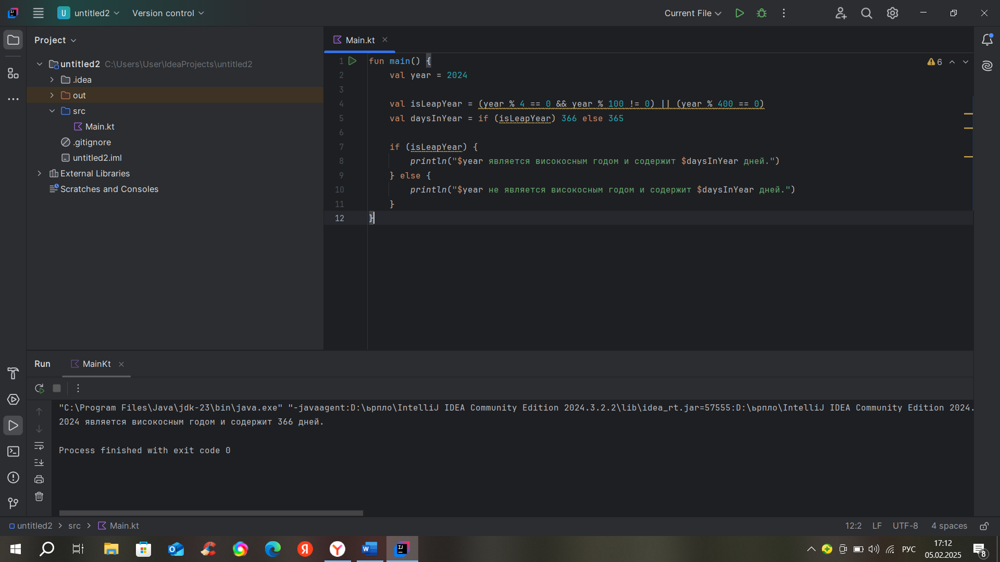 U untitled2 Version control Current File
Project
Main.kt
untitled2 C:\Users\User\IdeaProjects\untitled2
.idea
out
src
Main.kt
.gitignore
untitled2.iml
External Libraries
Scratches and Consoles
6
1 fun main() {
2 val year = 2024
3
4 val isLeapYear = (year % 4 == 0 && year % 100 != 0) || (year % 400 == 0)
5 val daysInYear = if (isLeapYear) 366 else 365
6
7 if (isLeapYear) {
8 println("$year является високосным годом и содержит $daysInYear дней.")
9 } else {
10 println("$year не является високосным годом и содержит $daysInYear дней.")
11 }
12 }
Run MainKt
"C:\Program Files\Java\jdk-23\bin\java.exe" "-javaagent:D:\ьрпло\IntelliJ IDEA Community Edition 2024.3.2.2\lib\idea_rt.jar=57555:D:\ьрпло\IntelliJ IDEA Community Edition 2024.
2024 является високосным годом и содержит 366 дней.
Process finished with exit code 0
untitled2 src Main.kt 12:2 LF UTF-8 4 spaces
РУС
17:12
05.02.2025
8